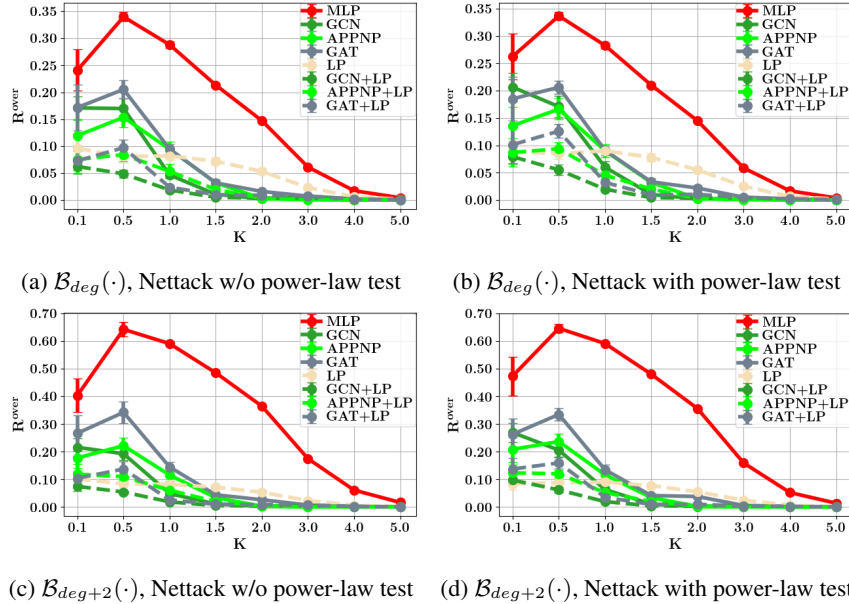 0.35
0.30
0.25
0.20
0.15
0.10
0.05
0.00
R^over
0.1 0.5 1.0 1.5 2.0 3.0 4.0 5.0
K
MLP
GCN
APPNP
GAT
LP
GCN+LP
APPNP+LP
GAT+LP
(a) 𝓑_deg(·), Nettack w/o power-law test
0.35
0.30
0.25
0.20
0.15
0.10
0.05
0.00
R^over
0.1 0.5 1.0 1.5 2.0 3.0 4.0 5.0
K
MLP
GCN
APPNP
GAT
LP
GCN+LP
APPNP+LP
GAT+LP
(b) 𝓑_deg(·), Nettack with power-law test
0.70
0.60
0.50
0.40
0.30
0.20
0.10
0.00
R^over
0.1 0.5 1.0 1.5 2.0 3.0 4.0 5.0
K
MLP
GCN
APPNP
GAT
LP
GCN+LP
APPNP+LP
GAT+LP
(c) 𝓑_deg+2(·), Nettack w/o power-law test
0.70
0.60
0.50
0.40
0.30
0.20
0.10
0.00
R^over
0.1 0.5 1.0 1.5 2.0 3.0 4.0 5.0
K
MLP
GCN
APPNP
GAT
LP
GCN+LP
APPNP+LP
GAT+LP
(d) 𝓑_deg+2(·), Nettack with power-law test